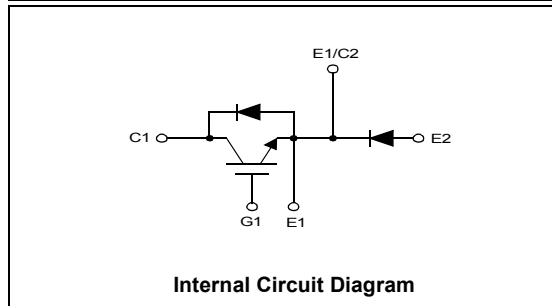 E1/C2
C1
E2
G1
E1
Internal Circuit Diagram